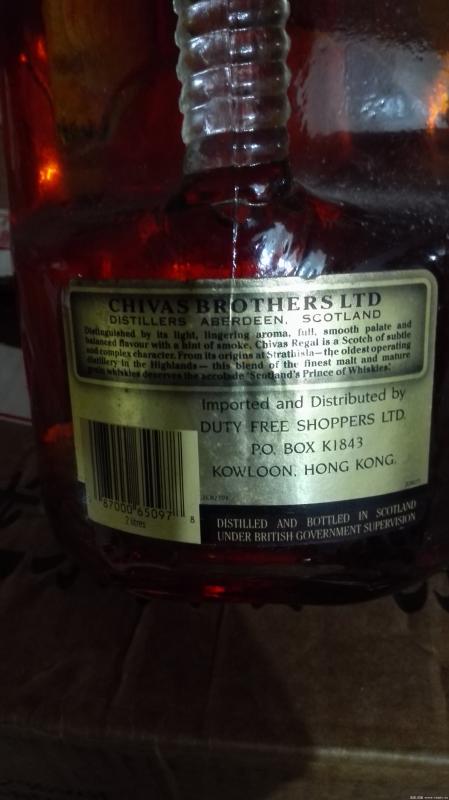 CHIVAS BROTHERS LTD
DISTILLERS ABERDEEN, SCOTLAND
Distinguished by its light, lingering aroma, full, smooth palate and
balanced flavour with a hint of smoke, Chivas Regal is a Scotch of subtle
and complex character. From its origins at Strathisla—the oldest operating
distillery in the Highlands—this blend of the finest malt and mature
grain whiskies deserves the accolade "Scotland's Prince of Whiskies".
Imported and Distributed by
DUTY FREE SHOPPERS LTD.
P.O. BOX K1843
KOWLOON, HONG KONG.
87000 65097 8
2 litres
DISTILLED AND BOTTLED IN SCOTLAND
UNDER BRITISH GOVERNMENT SUPERVISION